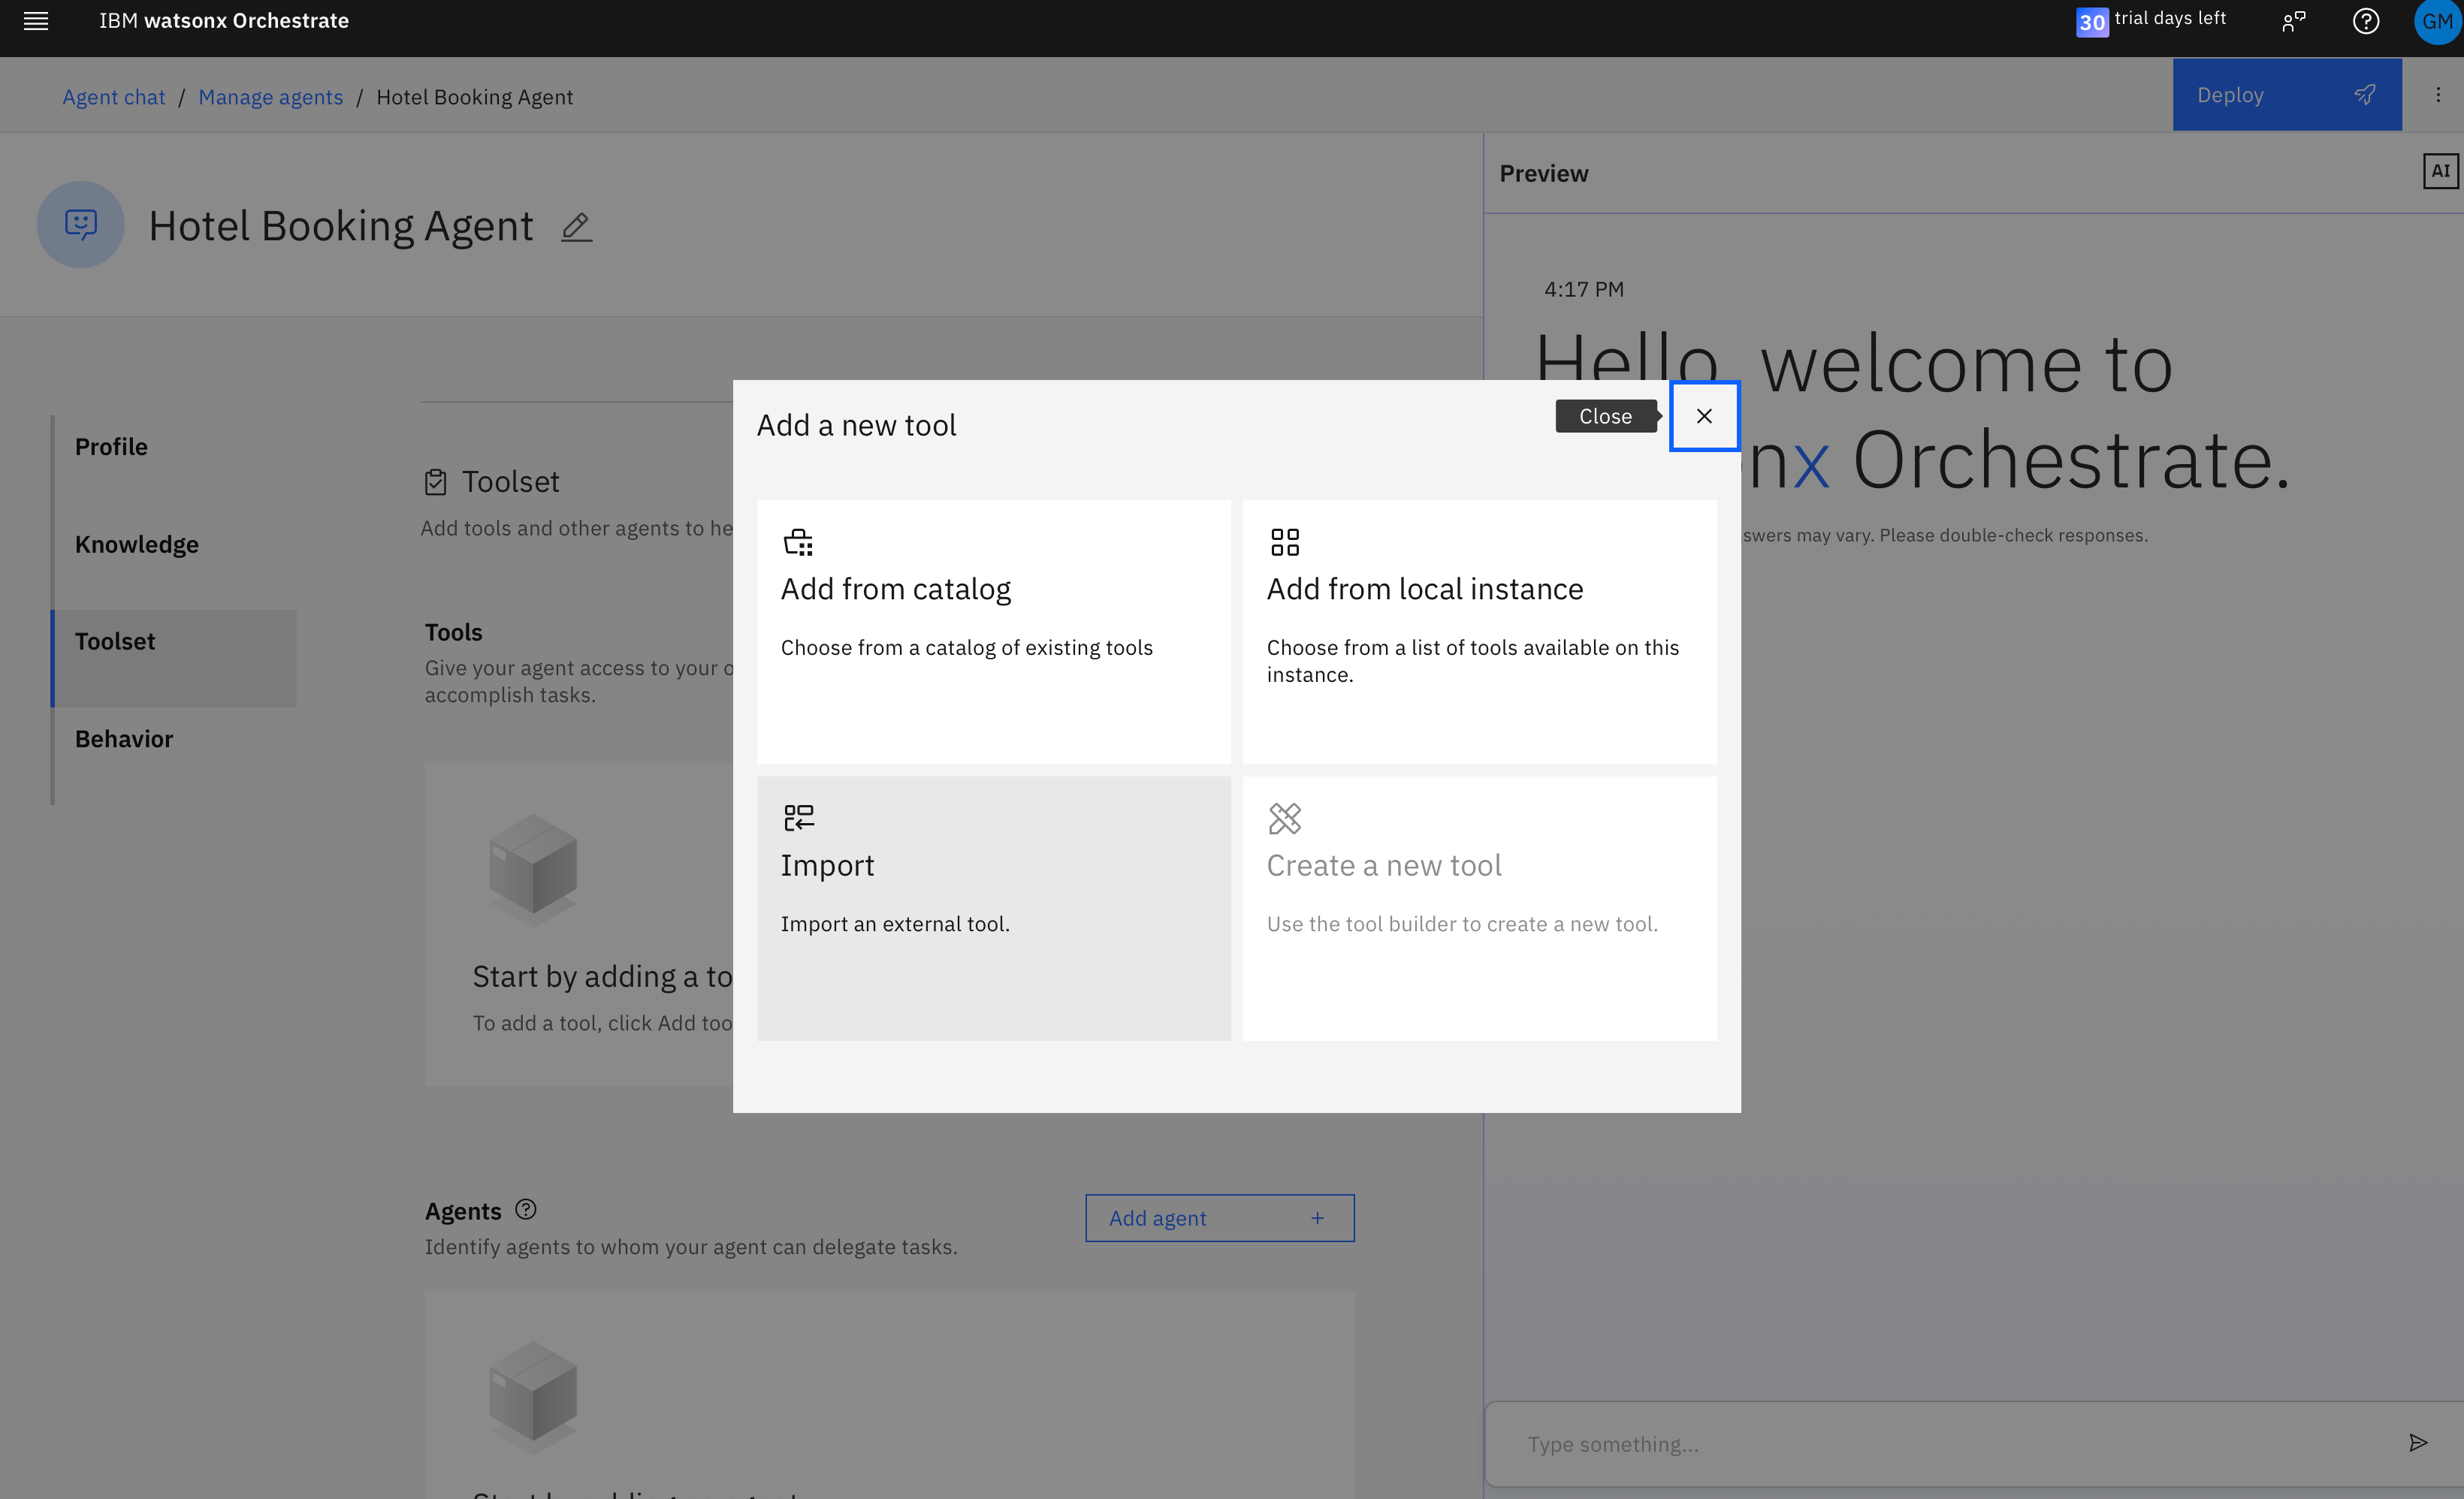 IBM watsonx Orchestrate
30 trial days left
GM
Agent chat / Manage agents / Hotel Booking Agent
Deploy
Hotel Booking Agent
Profile
Knowledge
Toolset
Behavior
Toolset
Add tools and other agents to he
Tools
Give your agent access to your o
accomplish tasks.
Start by adding a to
To add a tool, click Add too
Agents
Identify agents to whom your agent can delegate tasks.
Add agent +
Add a new tool
Close
Add from catalog
Choose from a catalog of existing tools
Add from local instance
Choose from a list of tools available on this
instance.
Import
Import an external tool.
Create a new tool
Use the tool builder to create a new tool.
Preview
AI
4:17 PM
Hello, welcome to
nx Orchestrate.
swers may vary. Please double-check responses.
Type something...